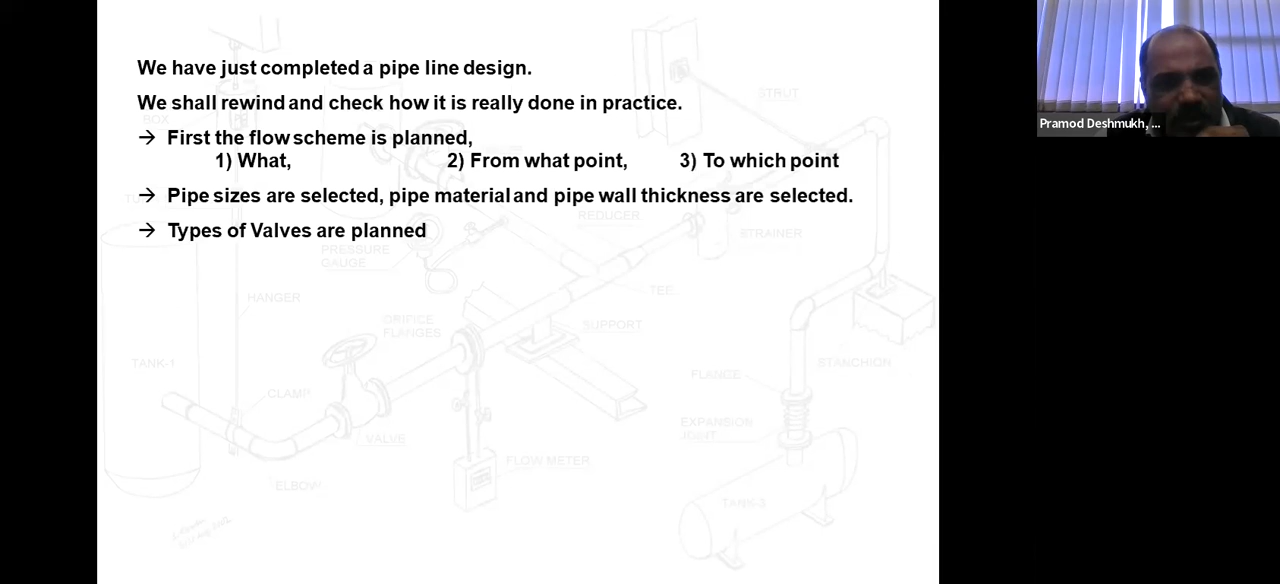 We have just completed a pipe line design.
We shall rewind and check how it is really done in practice.
→ First the flow scheme is planned,
1) What, 2) From what point, 3) To which point
→ Pipe sizes are selected, pipe material and pipe wall thickness are selected.
→ Types of Valves are planned
Pramod Deshmukh, ...
STRUT
BOX
REDUCER
STRAINER
PRESSURE
GAUGE
TEE
HANGER
ORIFICE
FLANGES
SUPPORT
TANK-1
STANCHION
FLANGE
CLAMP
EXPANSION
JOINT
VALVE
FLOW METER
ELBOW